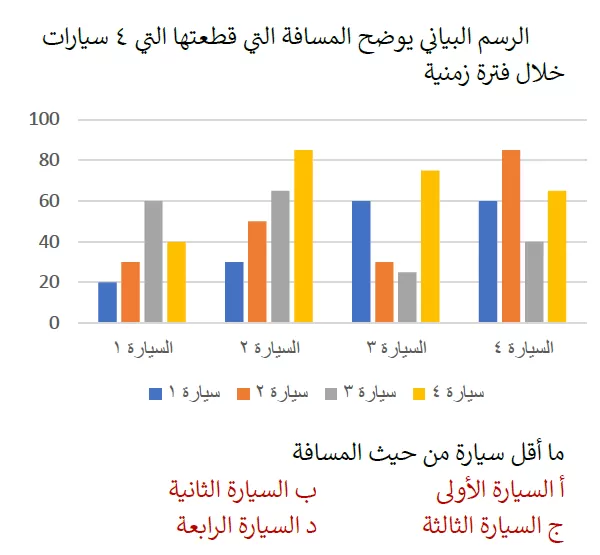 الرسم البياني يوضح المسافة التي قطعتها التي ٤ سيارات
خلال فترة زمنية
100
80
60
40
20
0
السيارة ١ السيارة ٢ السيارة ٣ السيارة ٤
سيارة ١ سيارة ٢ سيارة ٣ سيارة ٤
ما أقل سيارة من حيث المسافة
أ السيارة الأولى ب السيارة الثانية
ج السيارة الثالثة د السيارة الرابعة